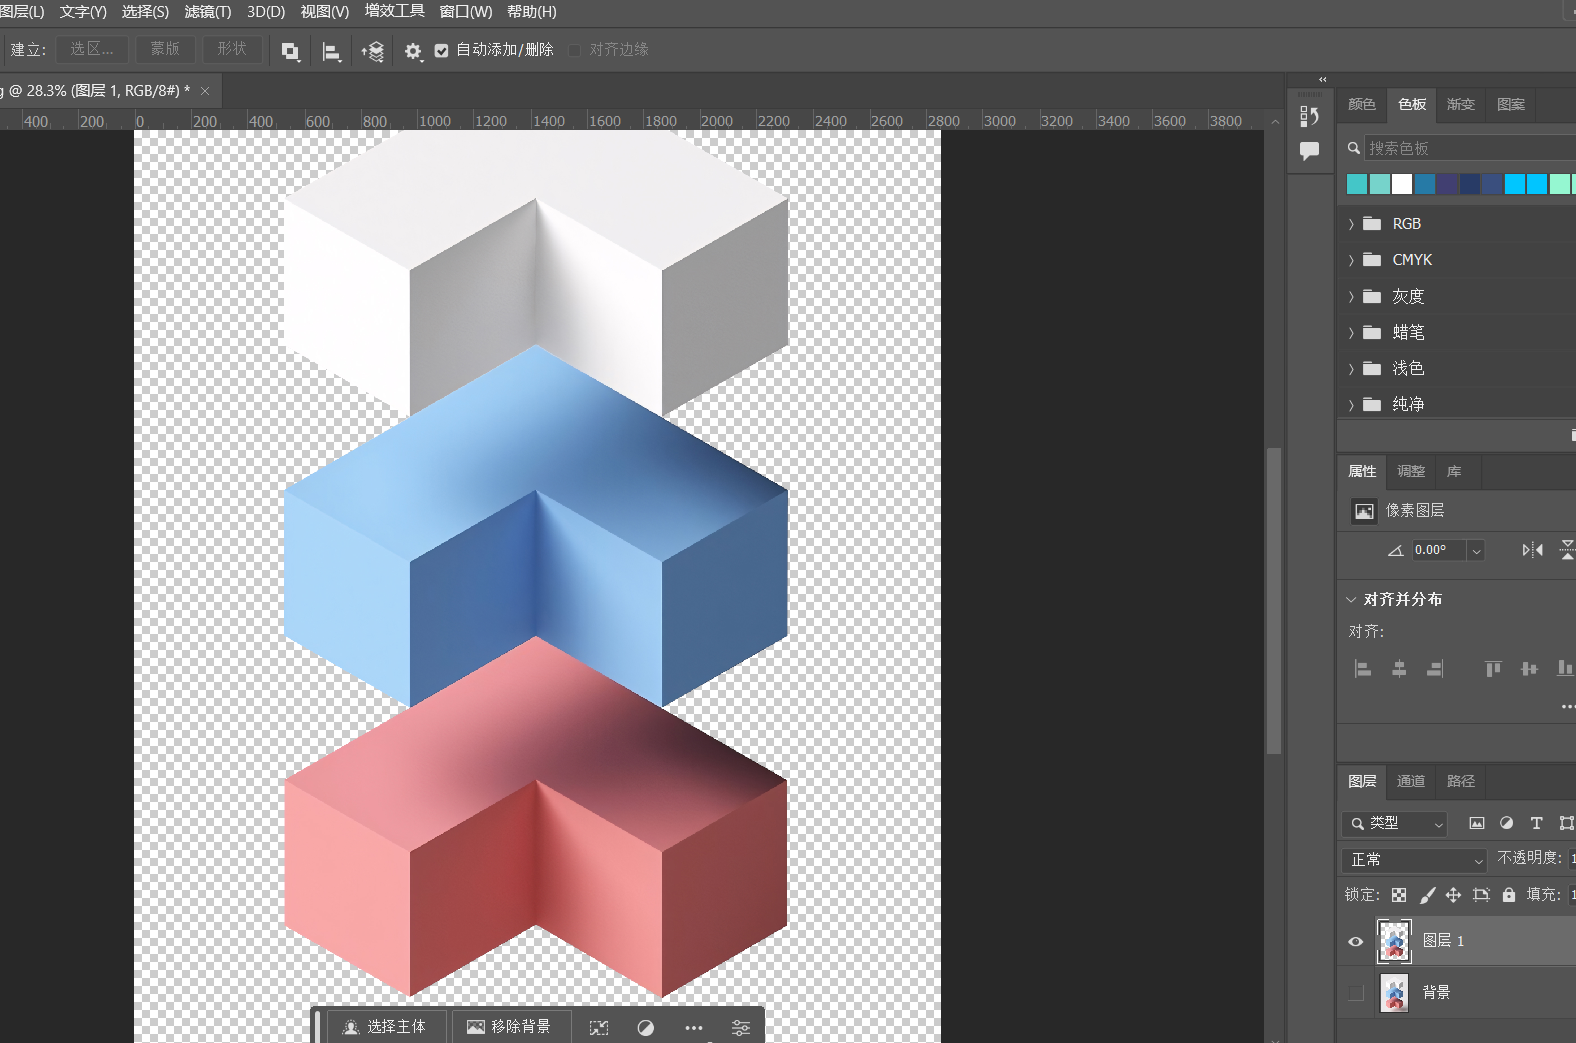 图层(L) 文字(Y) 选择(S) 滤镜(T) 3D(D) 视图(V) 增效工具 窗口(W) 帮助(H)
建立: 选区... 蒙版 形状 自动添加/删除 对齐边缘
g @ 28.3% (图层 1, RGB/8#) * ×
400 200 0 200 400 600 800 1000 1200 1400 1600 1800 2000 2200 2400 2600 2800 3000 3200 3400 3600 3800
颜色 色板 渐变 图案
搜索色板
RGB
CMYK
灰度
蜡笔
浅色
纯净
属性 调整 库
像素图层
0.00°
对齐并分布
对齐:
图层 通道 路径
类型
正常 不透明度: 1
锁定: 填充: 1
图层 1
背景
选择主体 移除背景